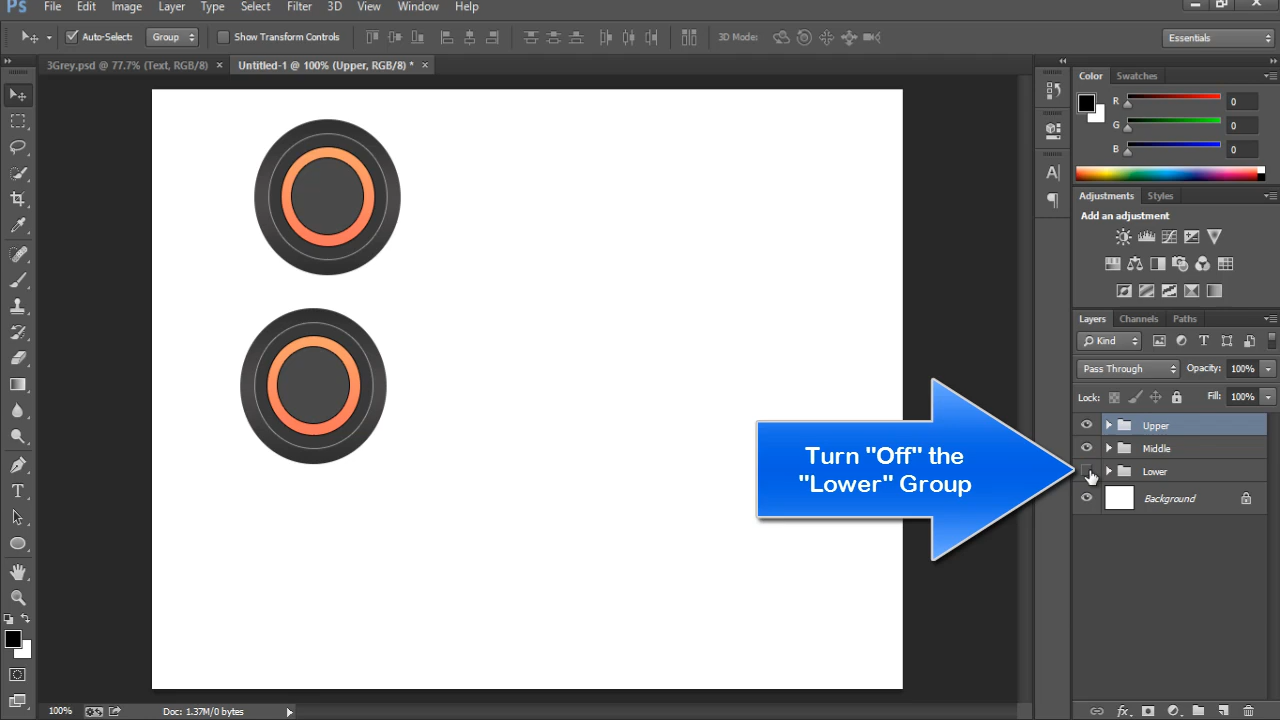 Ps File Edit Image Layer Type Select Filter 3D View Window Help
Auto-Select: Group Show Transform Controls 3D Mode: Essentials
3Grey.psd @ 77.7% (Text, RGB/8) × Untitled-1 @ 100% (Upper, RGB/8) * ×
Color Swatches
R 0
G 0
B 0
Adjustments Styles
Add an adjustment
Layers Channels Paths
Kind
Pass Through Opacity: 100%
Lock: Fill: 100%
Upper
Middle
Lower
Background
Turn "Off" the
"Lower" Group
100% Doc: 1.37M/0 bytes